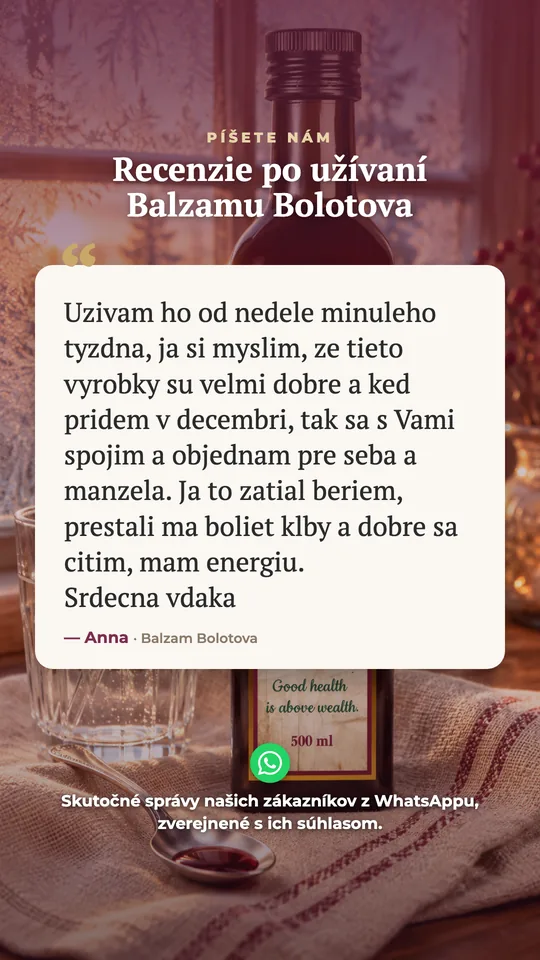 PÍŠETE NÁM
Recenzie po užívaní
Balzamu Bolotova
“
Uzivam ho od nedele minuleho
tyzdna, ja si myslim, ze tieto
vyrobky su velmi dobre a ked
pridem v decembri, tak sa s Vami
spojim a objednam pre seba a
manzela. Ja to zatial beriem,
prestali ma boliet klby a dobre sa
citim, mam energiu.
Srdecna vdaka
— Anna · Balzam Bolotova
Good health
is above wealth.
500 ml
Skutočné správy našich zákazníkov z WhatsAppu,
zverejnené s ich súhlasom.